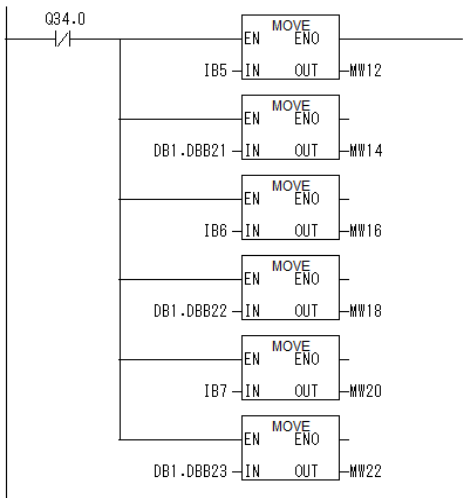 Q34.0
MOVE
EN ENO
IB5 IN OUT MW12
MOVE
EN ENO
DB1.DBB21 IN OUT MW14
MOVE
EN ENO
IB6 IN OUT MW16
MOVE
EN ENO
DB1.DBB22 IN OUT MW18
MOVE
EN ENO
IB7 IN OUT MW20
MOVE
EN ENO
DB1.DBB23 IN OUT MW22